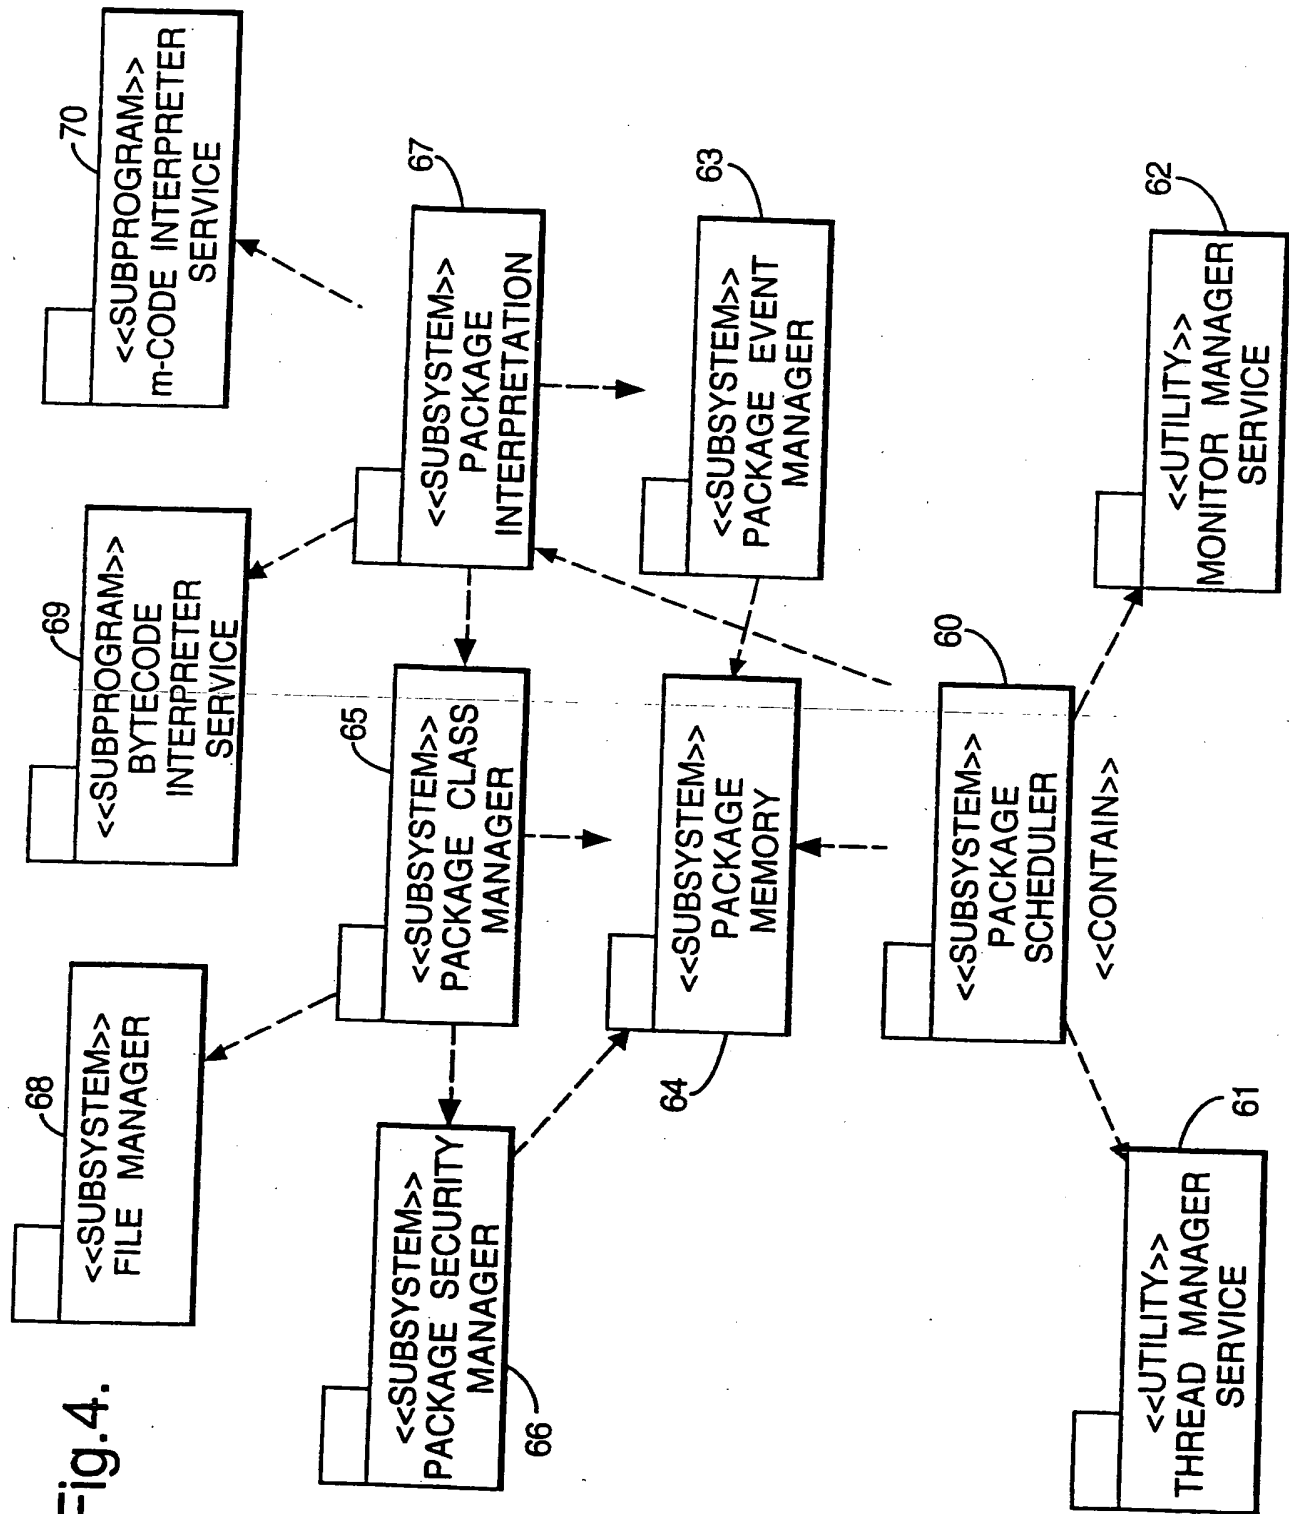 Fig.4.
68
<<SUBSYSTEM>>
FILE MANAGER
69
<<SUBPROGRAM>>
BYTECODE
INTERPRETER
SERVICE
70
<<SUBPROGRAM>>
m-CODE INTERPRETER
SERVICE
66
<<SUBSYSTEM>>
PACKAGE SECURITY
MANAGER
65
<<SUBSYSTEM>>
PACKAGE CLASS
MANAGER
67
<<SUBSYSTEM>>
PACKAGE
INTERPRETATION
64
<<SUBSYSTEM>>
PACKAGE
MEMORY
63
<<SUBSYSTEM>>
PACKAGE EVENT
MANAGER
60
<<SUBSYSTEM>>
PACKAGE
SCHEDULER
<<CONTAIN>>
61
<<UTILITY>>
THREAD MANAGER
SERVICE
62
<<UTILITY>>
MONITOR MANAGER
SERVICE